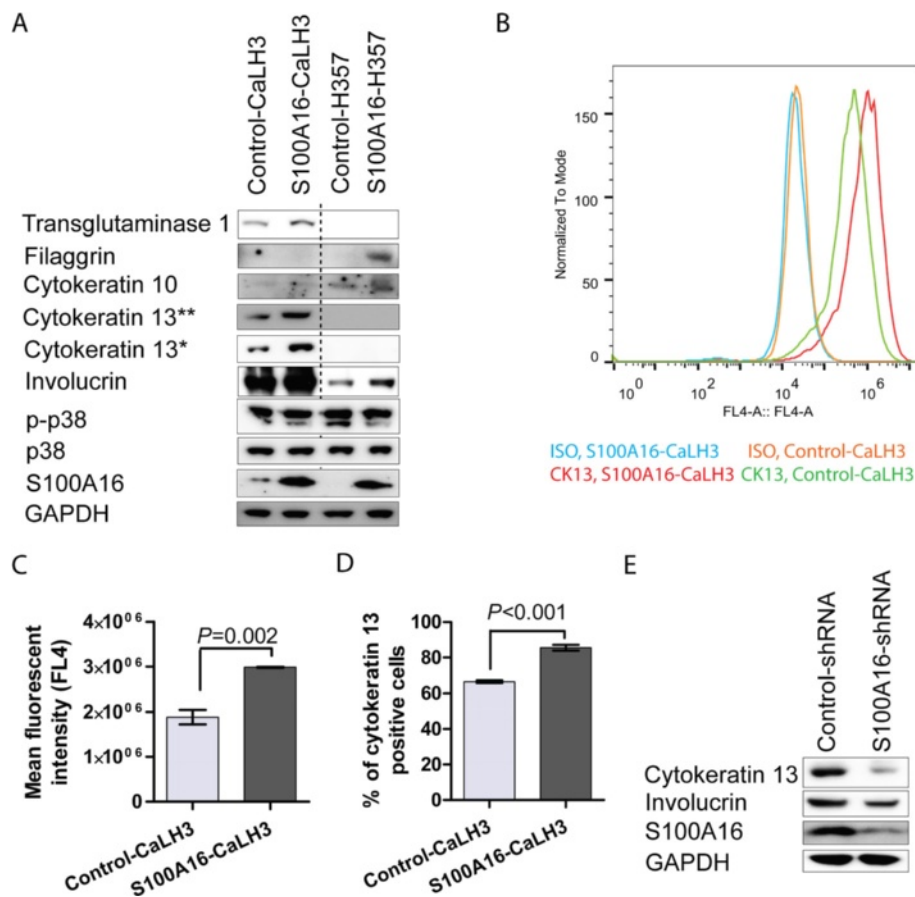 A
Control-CaLH3
S100A16-CaLH3
Control-H357
S100A16-H357
Transglutaminase 1
Filaggrin
Cytokeratin 10
Cytokeratin 13**
Cytokeratin 13*
Involucrin
p-p38
p38
S100A16
GAPDH
B
Normalized To Mode
150
100
50
0
10^0 10^2 10^4 10^6
FL4-A:: FL4-A
ISO, S100A16-CaLH3 ISO, Control-CaLH3
CK13, S100A16-CaLH3 CK13, Control-CaLH3
C
Mean fluorescent
intensity (FL4)
4×10^06
3×10^06
2×10^06
1×10^06
0
P=0.002
Control-CaLH3
S100A16-CaLH3
D
% of cytokeratin 13
positive cells
100
80
60
40
20
0
P<0.001
Control-CaLH3
S100A16-CaLH3
E
Control-shRNA
S100A16-shRNA
Cytokeratin 13
Involucrin
S100A16
GAPDH